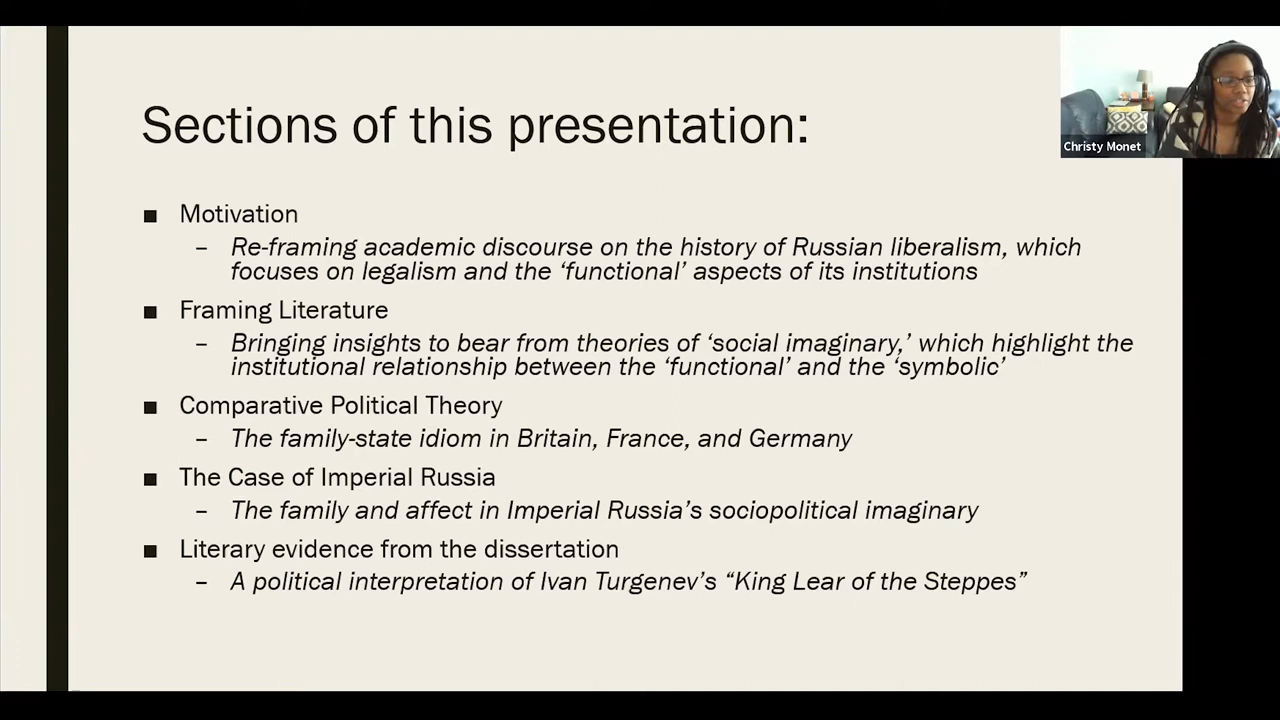 Sections of this presentation:
Christy Monet
■ Motivation
– Re-framing academic discourse on the history of Russian liberalism, which
focuses on legalism and the ‘functional’ aspects of its institutions
■ Framing Literature
– Bringing insights to bear from theories of ‘social imaginary,’ which highlight the
institutional relationship between the ‘functional’ and the ‘symbolic’
■ Comparative Political Theory
– The family-state idiom in Britain, France, and Germany
■ The Case of Imperial Russia
– The family and affect in Imperial Russia’s sociopolitical imaginary
■ Literary evidence from the dissertation
– A political interpretation of Ivan Turgenev’s “King Lear of the Steppes”